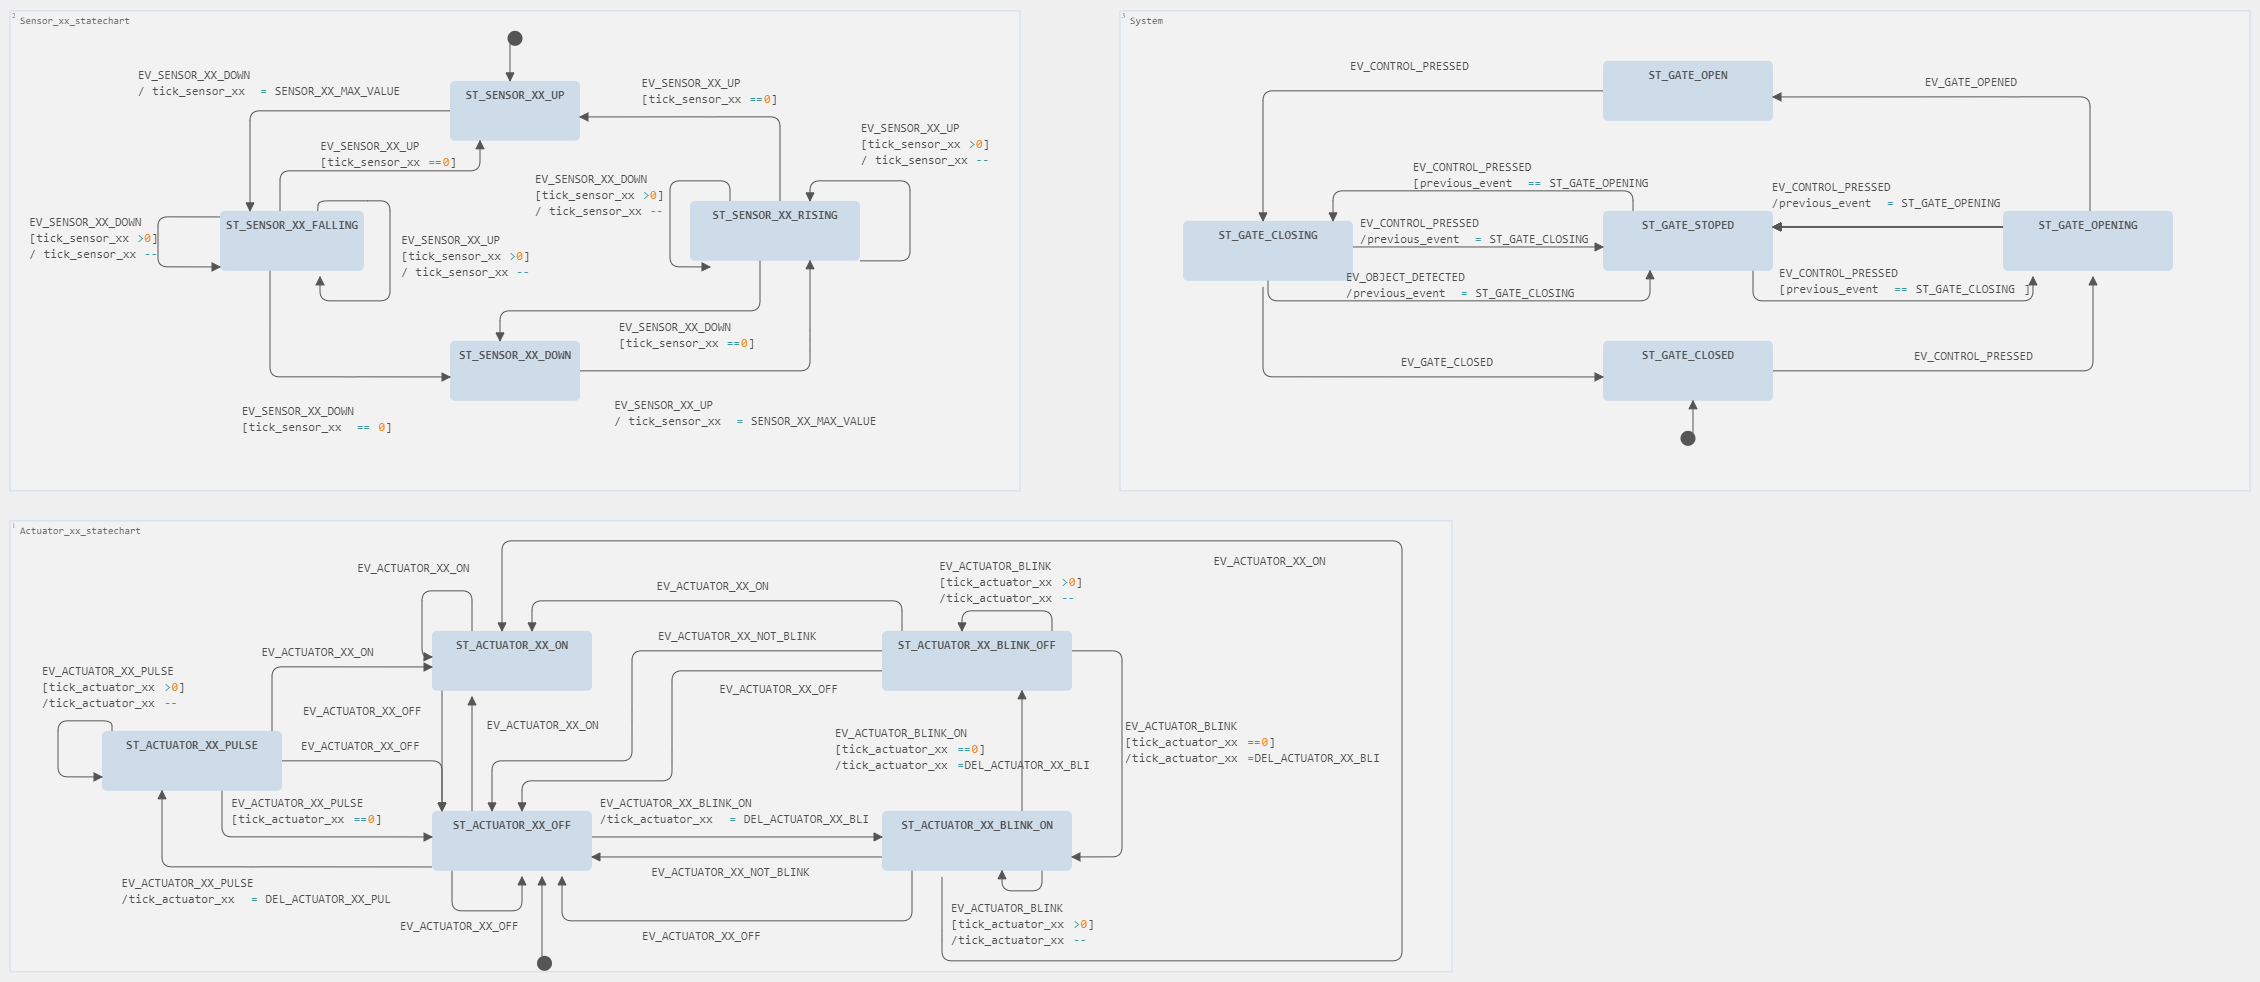 2
Sensor_xx_statechart
EV_SENSOR_XX_DOWN
/ tick_sensor_xx = SENSOR_XX_MAX_VALUE
ST_SENSOR_XX_UP
EV_SENSOR_XX_UP
[tick_sensor_xx ==0]
EV_SENSOR_XX_UP
[tick_sensor_xx ==0]
EV_SENSOR_XX_UP
[tick_sensor_xx >0]
/ tick_sensor_xx --
EV_SENSOR_XX_DOWN
[tick_sensor_xx >0]
/ tick_sensor_xx --
ST_SENSOR_XX_RISING
EV_SENSOR_XX_DOWN
[tick_sensor_xx >0]
/ tick_sensor_xx --
ST_SENSOR_XX_FALLING
EV_SENSOR_XX_UP
[tick_sensor_xx >0]
/ tick_sensor_xx --
EV_SENSOR_XX_DOWN
[tick_sensor_xx ==0]
ST_SENSOR_XX_DOWN
EV_SENSOR_XX_DOWN
[tick_sensor_xx == 0]
EV_SENSOR_XX_UP
/ tick_sensor_xx = SENSOR_XX_MAX_VALUE
3
System
EV_CONTROL_PRESSED
ST_GATE_OPEN
EV_GATE_OPENED
EV_CONTROL_PRESSED
[previous_event == ST_GATE_OPENING
EV_CONTROL_PRESSED
/previous_event = ST_GATE_OPENING
ST_GATE_CLOSING
EV_CONTROL_PRESSED
/previous_event = ST_GATE_CLOSING
ST_GATE_STOPED
ST_GATE_OPENING
EV_OBJECT_DETECTED
/previous_event = ST_GATE_CLOSING
EV_CONTROL_PRESSED
[previous_event == ST_GATE_CLOSING ]
EV_GATE_CLOSED
ST_GATE_CLOSED
EV_CONTROL_PRESSED
1
Actuator_xx_statechart
EV_ACTUATOR_XX_ON
EV_ACTUATOR_XX_ON
EV_ACTUATOR_BLINK
[tick_actuator_xx >0]
/tick_actuator_xx --
EV_ACTUATOR_XX_ON
ST_ACTUATOR_XX_ON
EV_ACTUATOR_XX_NOT_BLINK
ST_ACTUATOR_XX_BLINK_OFF
EV_ACTUATOR_XX_ON
EV_ACTUATOR_XX_PULSE
[tick_actuator_xx >0]
/tick_actuator_xx --
EV_ACTUATOR_XX_OFF
EV_ACTUATOR_XX_OFF
EV_ACTUATOR_XX_ON
ST_ACTUATOR_XX_PULSE
EV_ACTUATOR_XX_OFF
EV_ACTUATOR_BLINK_ON
[tick_actuator_xx ==0]
/tick_actuator_xx =DEL_ACTUATOR_XX_BLI
EV_ACTUATOR_BLINK
[tick_actuator_xx ==0]
/tick_actuator_xx =DEL_ACTUATOR_XX_BLI
EV_ACTUATOR_XX_PULSE
[tick_actuator_xx ==0]
ST_ACTUATOR_XX_OFF
EV_ACTUATOR_XX_BLINK_ON
/tick_actuator_xx = DEL_ACTUATOR_XX_BLI
ST_ACTUATOR_XX_BLINK_ON
EV_ACTUATOR_XX_NOT_BLINK
EV_ACTUATOR_XX_PULSE
/tick_actuator_xx = DEL_ACTUATOR_XX_PUL
EV_ACTUATOR_XX_OFF
EV_ACTUATOR_XX_OFF
EV_ACTUATOR_BLINK
[tick_actuator_xx >0]
/tick_actuator_xx --